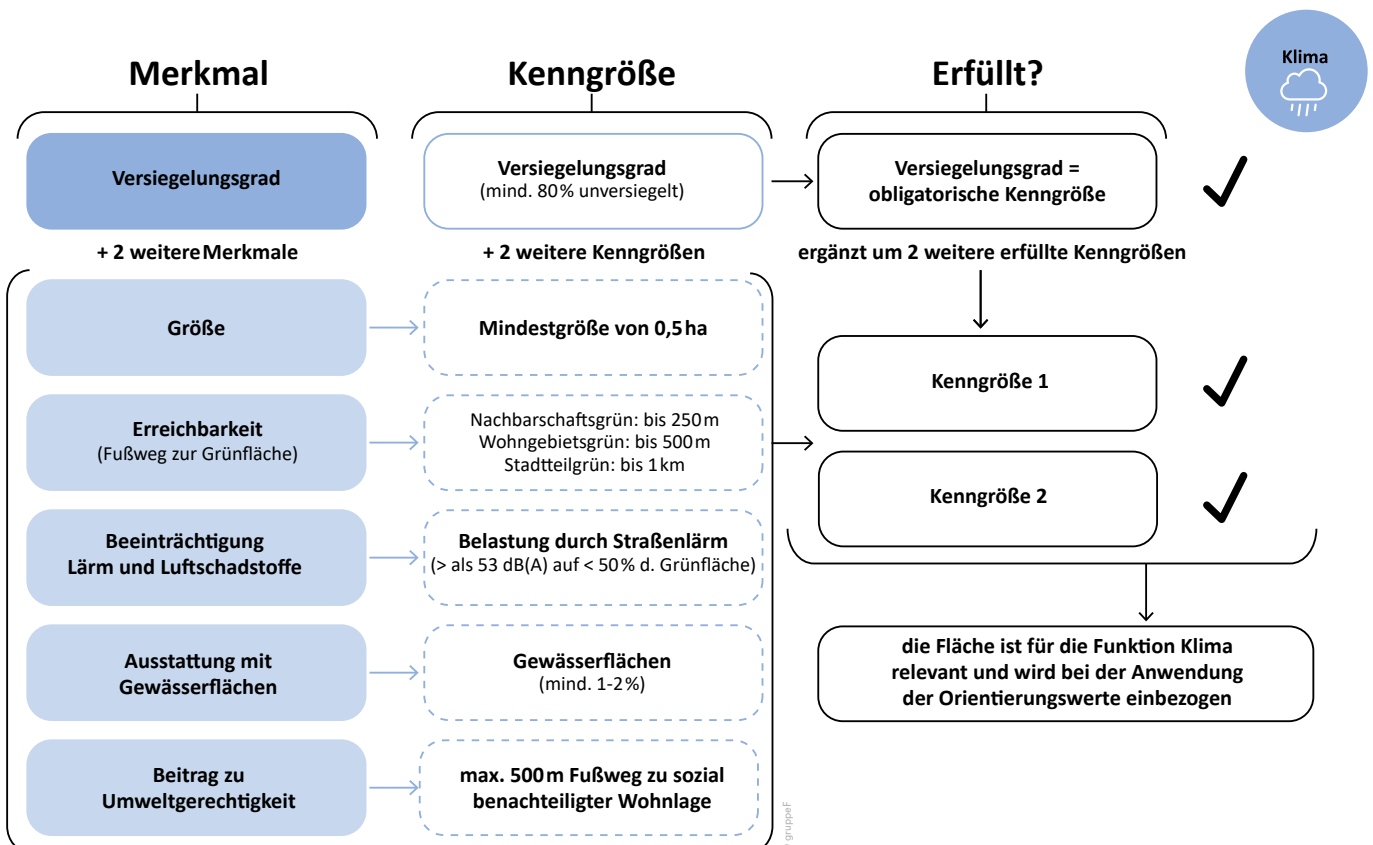 Klima
Merkmal
Kenngröße
Erfüllt?
Versiegelungsgrad
Versiegelungsgrad
(mind. 80% unversiegelt)
Versiegelungsgrad =
obligatorische Kenngröße
+ 2 weitere Merkmale
+ 2 weitere Kenngrößen
ergänzt um 2 weitere erfüllte Kenngrößen
Größe
Mindestgröße von 0,5 ha
Kenngröße 1
Erreichbarkeit
(Fußweg zur Grünfläche)
Nachbarschaftsgrün: bis 250 m
Wohngebietsgrün: bis 500 m
Stadtteilgrün: bis 1 km
Kenngröße 2
Beeinträchtigung
Lärm und Luftschadstoffe
Belastung durch Straßenlärm
(> als 53 dB(A) auf < 50% d. Grünfläche)
Ausstattung mit
Gewässerflächen
Gewässerflächen
(mind. 1-2%)
die Fläche ist für die Funktion Klima
relevant und wird bei der Anwendung
der Orientierungswerte einbezogen
Beitrag zu
Umweltgerechtigkeit
max. 500 m Fußweg zu sozial
benachteiligter Wohnlage
gruppeF